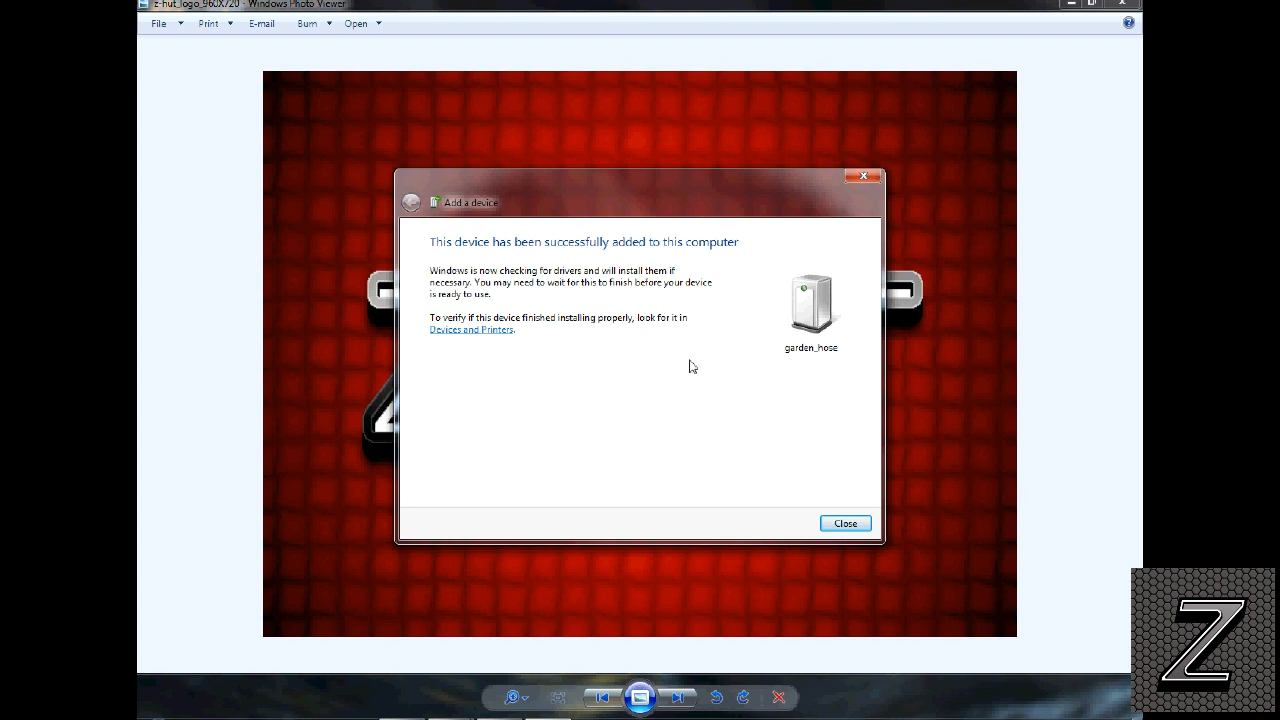 z-hut_logo_960X720 - Windows Photo Viewer
File Print E-mail Burn Open
Add a device
This device has been successfully added to this computer
Windows is now checking for drivers and will install them if
necessary. You may need to wait for this to finish before your device
is ready to use.
To verify if this device finished installing properly, look for it in
Devices and Printers.
garden_hose
Close
Z